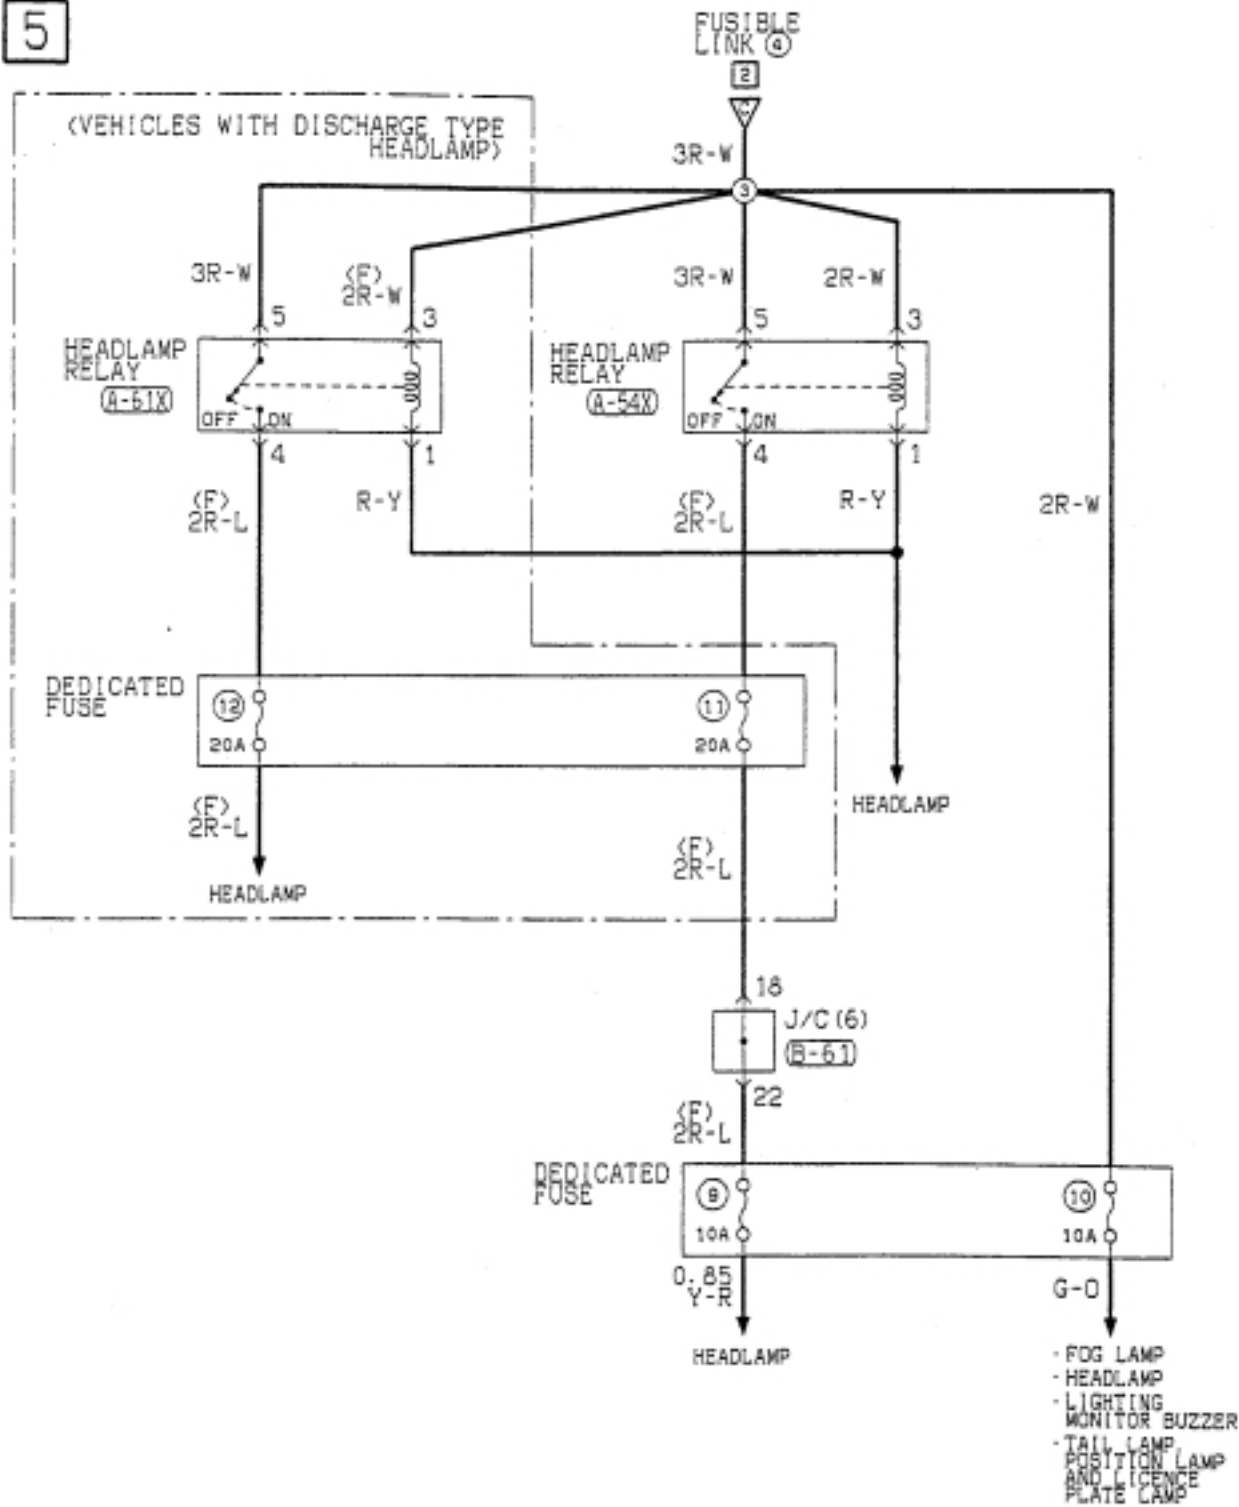 5
FUSIBLE
LINK ④
2
C
<VEHICLES WITH DISCHARGE TYPE
HEADLAMP>
3R-W
3
3R-W
<F>
2R-W
3R-W
2R-W
5
3
5
3
HEADLAMP
RELAY
A-61X
OFF
ON
HEADLAMP
RELAY
A-54X
OFF
ON
4
1
4
1
<F>
2R-L
R-Y
<F>
2R-L
R-Y
2R-W
DEDICATED
FUSE
12
20A
11
20A
<F>
2R-L
HEADLAMP
HEADLAMP
<F>
2R-L
18
J/C (6)
B-61
22
<F>
2R-L
DEDICATED
FUSE
9
10A
10
10A
0.85
Y-R
G-O
HEADLAMP
· FOG LAMP
· HEADLAMP
· LIGHTING
MONITOR BUZZER
· TAIL LAMP,
POSITION LAMP
AND LICENCE
PLATE LAMP